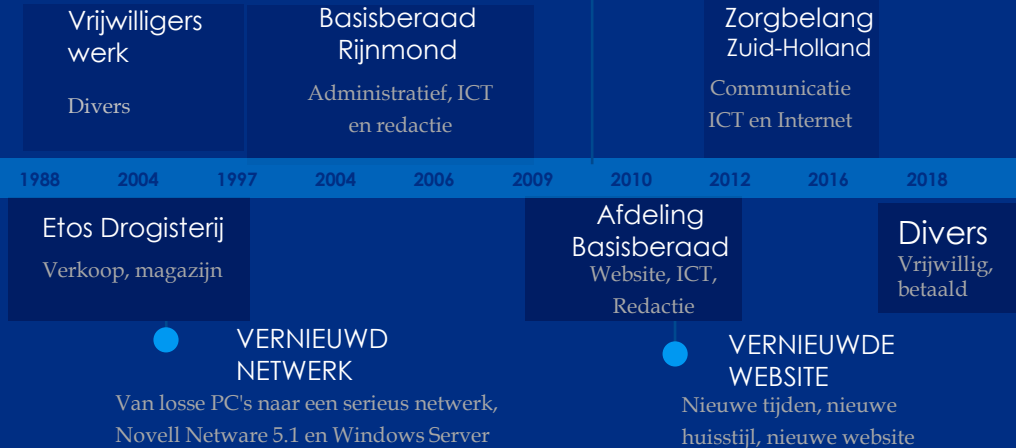 Vrijwilligers
werk
Divers
Basisberaad
Rijnmond
Administratief, ICT
en redactie
Zorgbelang
Zuid-Holland
Communicatie
ICT en Internet
1988 2004 1997 2004 2006 2009 2010 2012 2016 2018
Etos Drogisterij
Verkoop, magazijn
Afdeling
Basisberaad
Website, ICT,
Redactie
Divers
Vrijwillig,
betaald
VERNIEUWD
NETWERK
Van losse PC's naar een serieus netwerk,
Novell Netware 5.1 en Windows Server
VERNIEUWDE
WEBSITE
Nieuwe tijden, nieuwe
huisstijl, nieuwe website